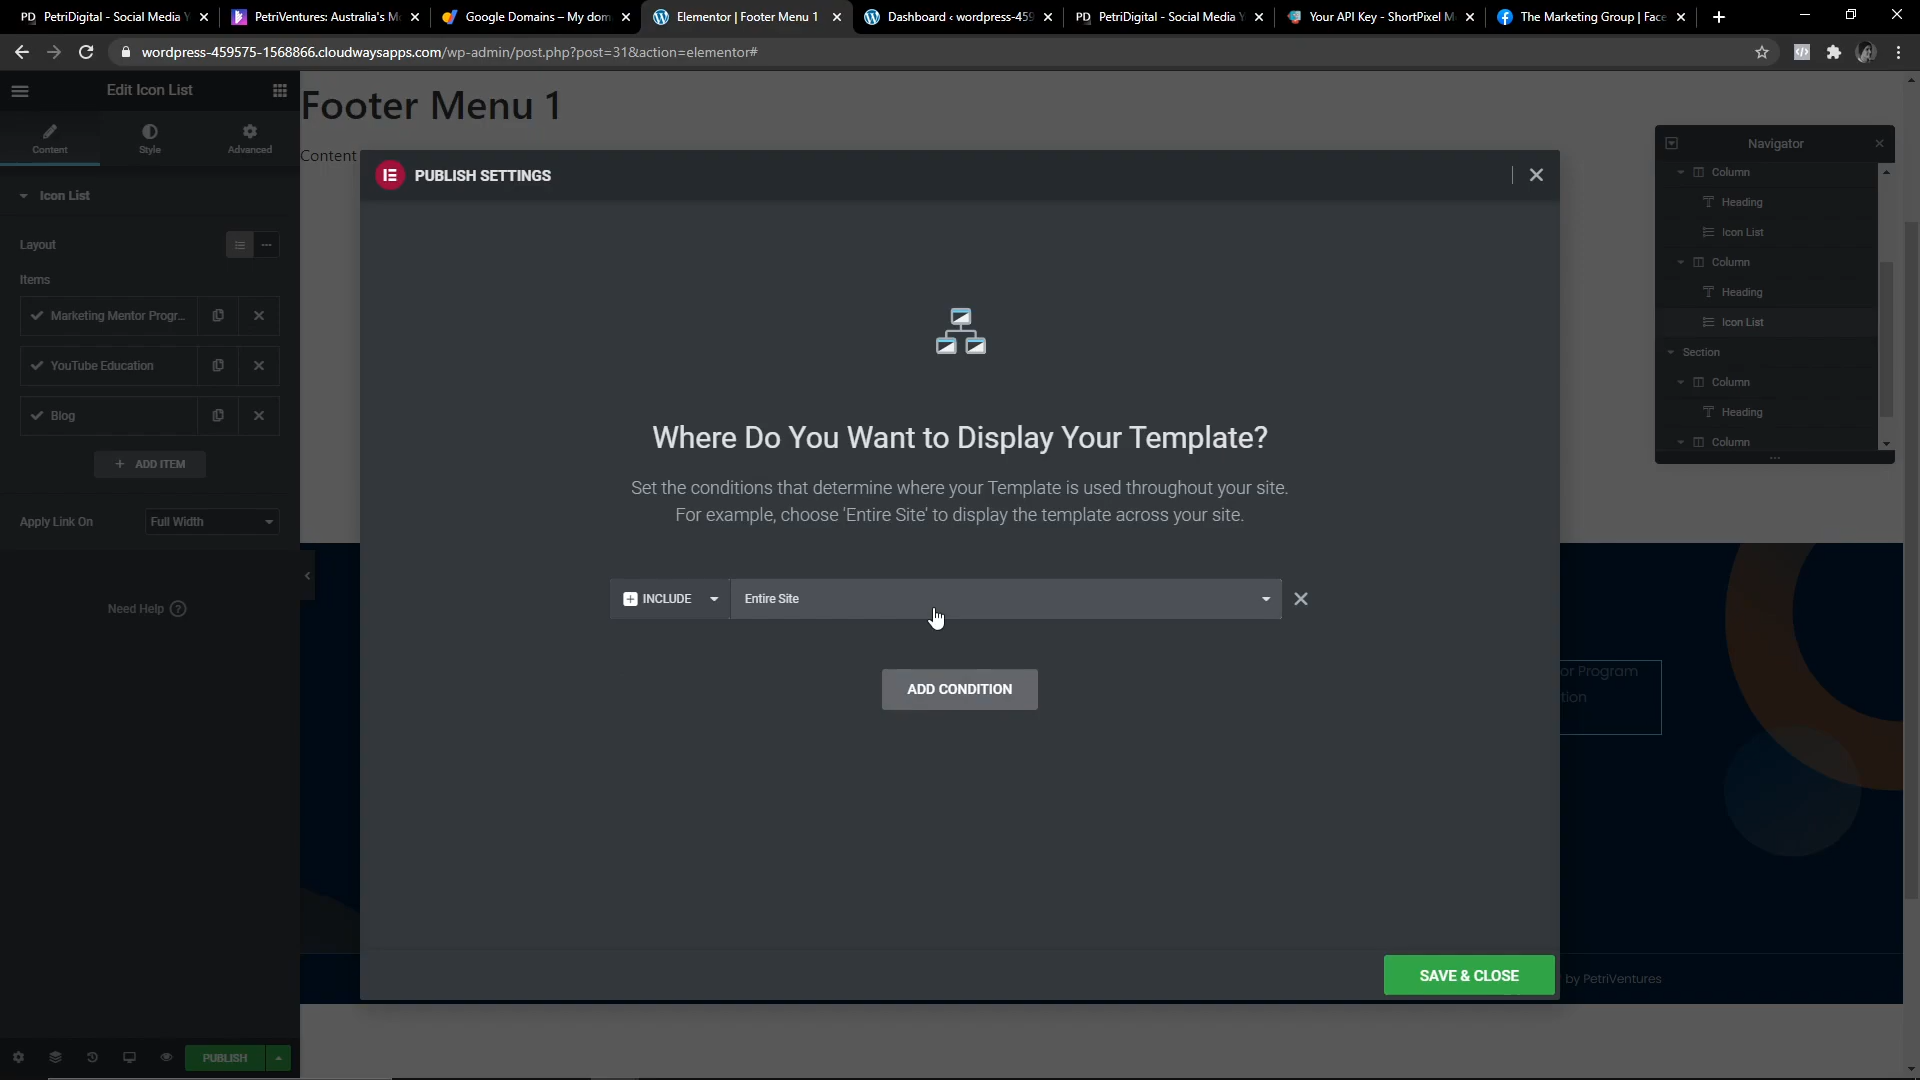 PD PetriDigital - Social Media Y
PetriVentures: Australia's Mo
Google Domains – My dom
Elementor | Footer Menu 1
Dashboard ‹ wordpress-459
PD PetriDigital - Social Media Y
Your API Key - ShortPixel M
The Marketing Group | Face
wordpress-459575-1568866.cloudwaysapps.com/wp-admin/post.php?post=31&action=elementor#
Edit Icon List
Content
Style
Advanced
Icon List
Layout
Items
Marketing Mentor Progr...
YouTube Education
Blog
ADD ITEM
Apply Link On
Full Width
Need Help
PUBLISH
Footer Menu 1
Content
PUBLISH SETTINGS
Where Do You Want to Display Your Template?
Set the conditions that determine where your Template is used throughout your site.
For example, choose 'Entire Site' to display the template across your site.
INCLUDE
Entire Site
ADD CONDITION
SAVE & CLOSE
Navigator
Column
Heading
Icon List
Column
Heading
Icon List
Section
Column
Heading
Column
or Program
tion
by PetriVentures